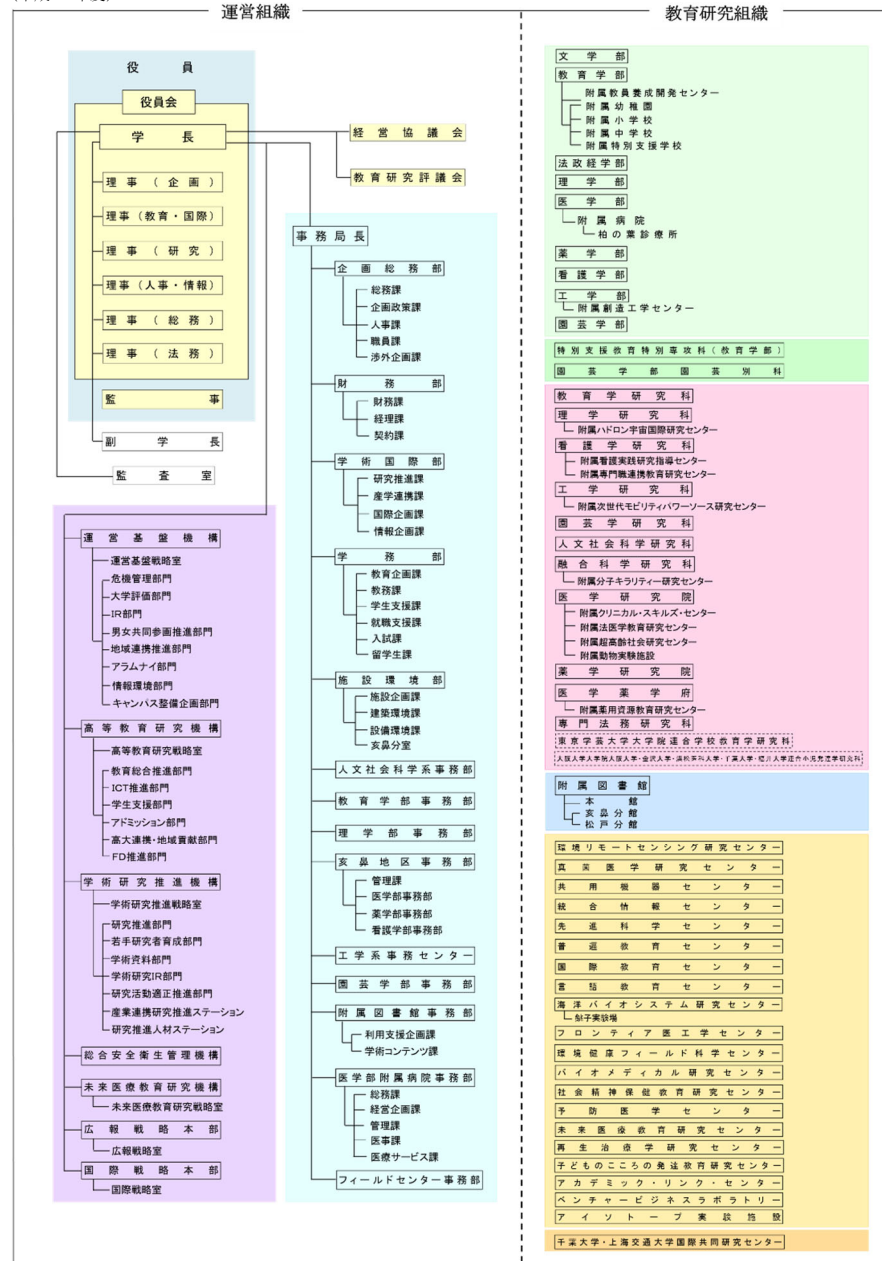 運営組織
教育研究組織
役員
役員会
学長
理事(企画)
理事(教育・国際)
理事(研究)
理事(人事・情報)
理事(総務)
理事(法務)
監事
副学長
監査室
経営協議会
教育研究評議会
運営基盤機構
運営基盤戦略室
危機管理部門
大学評価部門
IR部門
男女共同参画推進部門
地域連携推進部門
アラムナイ部門
情報環境部門
キャンパス整備企画部門
高等教育研究機構
高等教育研究戦略室
教育総合推進部門
ICT推進部門
学生支援部門
アドミッション部門
高大連携・地域貢献部門
FD推進部門
学術研究推進機構
学術研究推進戦略室
研究推進部門
若手研究者育成部門
学術資料部門
学術研究IR部門
研究活動適正推進部門
産業連携研究推進ステーション
研究推進人材ステーション
総合安全衛生管理機構
未来医療教育研究機構
未来医療教育研究戦略室
広報戦略本部
広報戦略室
国際戦略本部
国際戦略室
事務局長
企画総務部
総務課
企画政策課
人事課
職員課
渉外企画課
財務部
財務課
経理課
契約課
学術国際部
研究推進課
産学連携課
国際企画課
情報企画課
学務部
教育企画課
教務課
学生支援課
就職支援課
入試課
留学生課
施設環境部
施設企画課
建築環境課
設備環境課
亥鼻分室
人文社会科学系事務部
教育学部事務部
理学部事務部
亥鼻地区事務部
管理課
医学部事務部
薬学部事務部
看護学部事務部
工学系事務センター
園芸学部事務部
附属図書館事務部
利用支援企画課
学術コンテンツ課
医学部附属病院事務部
総務課
経営企画課
管理課
医事課
医療サービス課
フィールドセンター事務部
文学部
教育学部
附属教員養成開発センター
附属幼稚園
附属小学校
附属中学校
附属特別支援学校
法政経学部
理学部
医学部
附属病院
柏の葉診療所
薬学部
看護学部
工学部
附属創造工学センター
園芸学部
特別支援教育特別専攻科(教育学部)
園芸学部園芸別科
教育学研究科
理学研究科
附属ハドロン宇宙国際研究センター
看護学研究科
附属看護実践研究指導センター
附属専門職連携教育研究センター
工学研究科
附属次世代モビリティパワーソース研究センター
園芸学研究科
人文社会科学研究科
融合科学研究科
附属分子キラリティー研究センター
医学研究院
附属クリニカル・スキルズ・センター
附属法医学教育研究センター
附属超高齢社会研究センター
附属動物実験施設
薬学研究院
医学薬学府
附属薬用資源教育研究センター
専門法務研究科
東京学芸大学大学院連合学校教育学研究科
大阪大学大学院大阪大学・金沢大学・浜松医科大学・千葉大学・福井大学連合小児発達学研究科
附属図書館
本館
亥鼻分館
松戸分館
環境リモートセンシング研究センター
真菌医学研究センター
共用機器センター
統合情報センター
先進科学センター
普遍教育センター
国際教育センター
言語教育センター
海洋バイオシステム研究センター
銚子実験場
フロンティア医工学センター
環境健康フィールド科学センター
バイオメディカル研究センター
社会精神保健教育研究センター
予防医学センター
未来医療教育研究センター
再生治療学研究センター
子どものこころの発達教育研究センター
アカデミック・リンク・センター
ベンチャービジネスラボラトリー
アイソトープ実験施設
千葉大学・上海交通大学国際共同研究センター